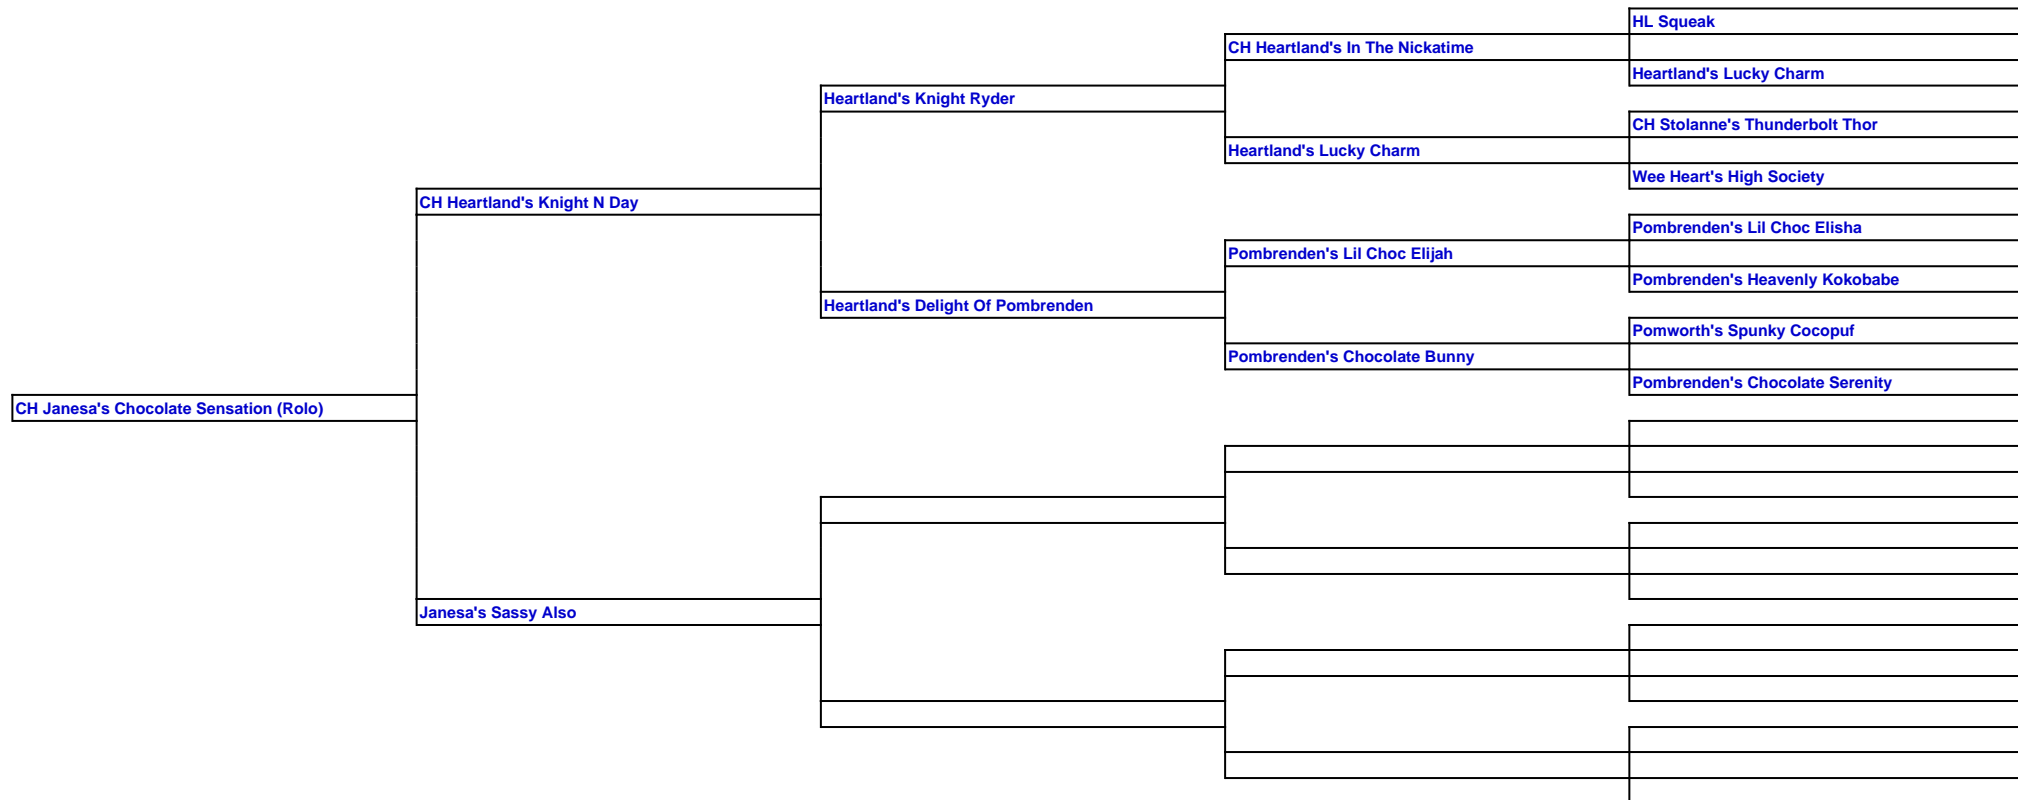 HL Squeak
CH Heartland's In The Nickatime
Heartland's Lucky Charm
Heartland's Knight Ryder
CH Stolanne's Thunderbolt Thor
Heartland's Lucky Charm
Wee Heart's High Society
CH Heartland's Knight N Day
Pombrenden's Lil Choc Elisha
Pombrenden's Lil Choc Elijah
Pombrenden's Heavenly Kokobabe
Heartland's Delight Of Pombrenden
Pomworth's Spunky Cocopuf
Pombrenden's Chocolate Bunny
Pombrenden's Chocolate Serenity
CH Janesa's Chocolate Sensation (Rolo)
Janesa's Sassy Also